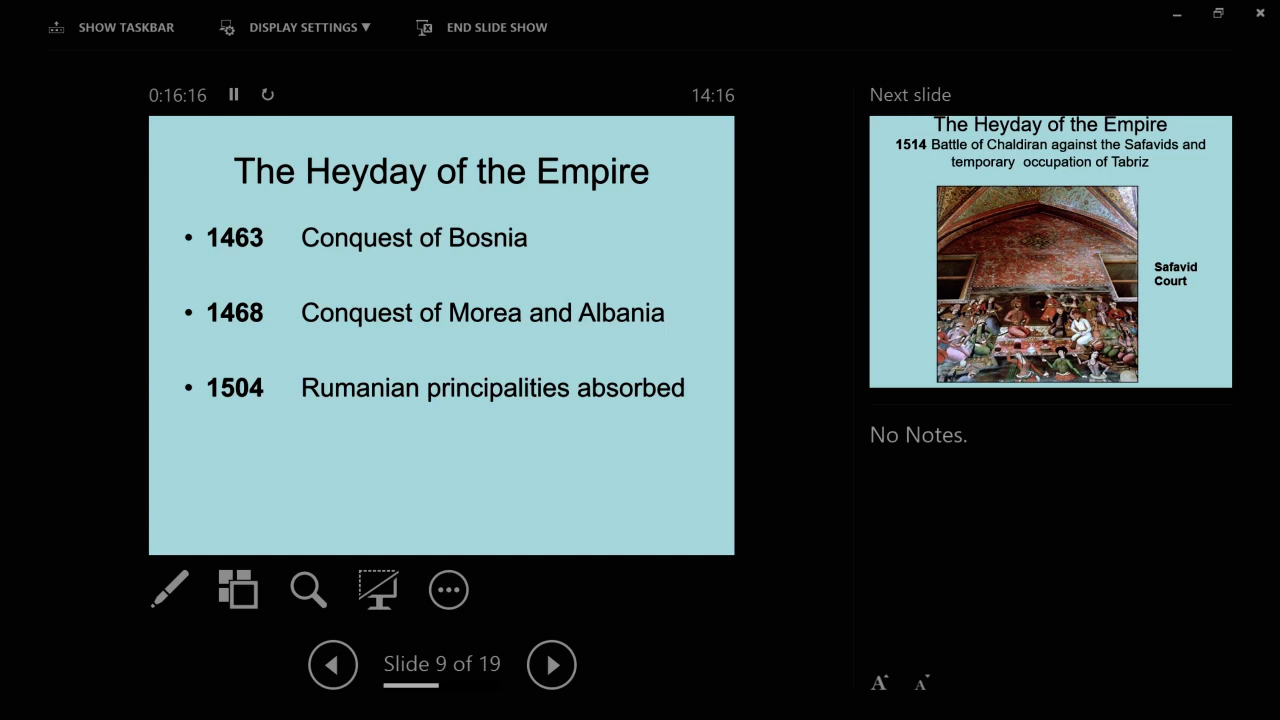 SHOW TASKBAR
DISPLAY SETTINGS ▼
END SLIDE SHOW
0:16:16
14:16
The Heyday of the Empire
• 1463 Conquest of Bosnia
• 1468 Conquest of Morea and Albania
• 1504 Rumanian principalities absorbed
Slide 9 of 19
Next slide
The Heyday of the Empire
1514 Battle of Chaldiran against the Safavids and
temporary occupation of Tabriz
Safavid
Court
No Notes.
A A